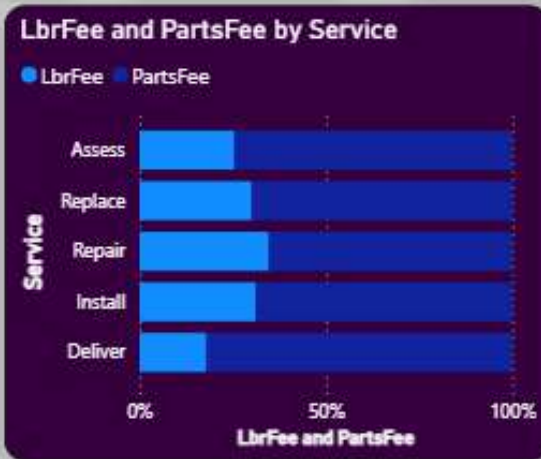 LbrFee and PartsFee by Service
LbrFee PartsFee
Service
Assess
Replace
Repair
Install
Deliver
0% 50% 100%
LbrFee and PartsFee